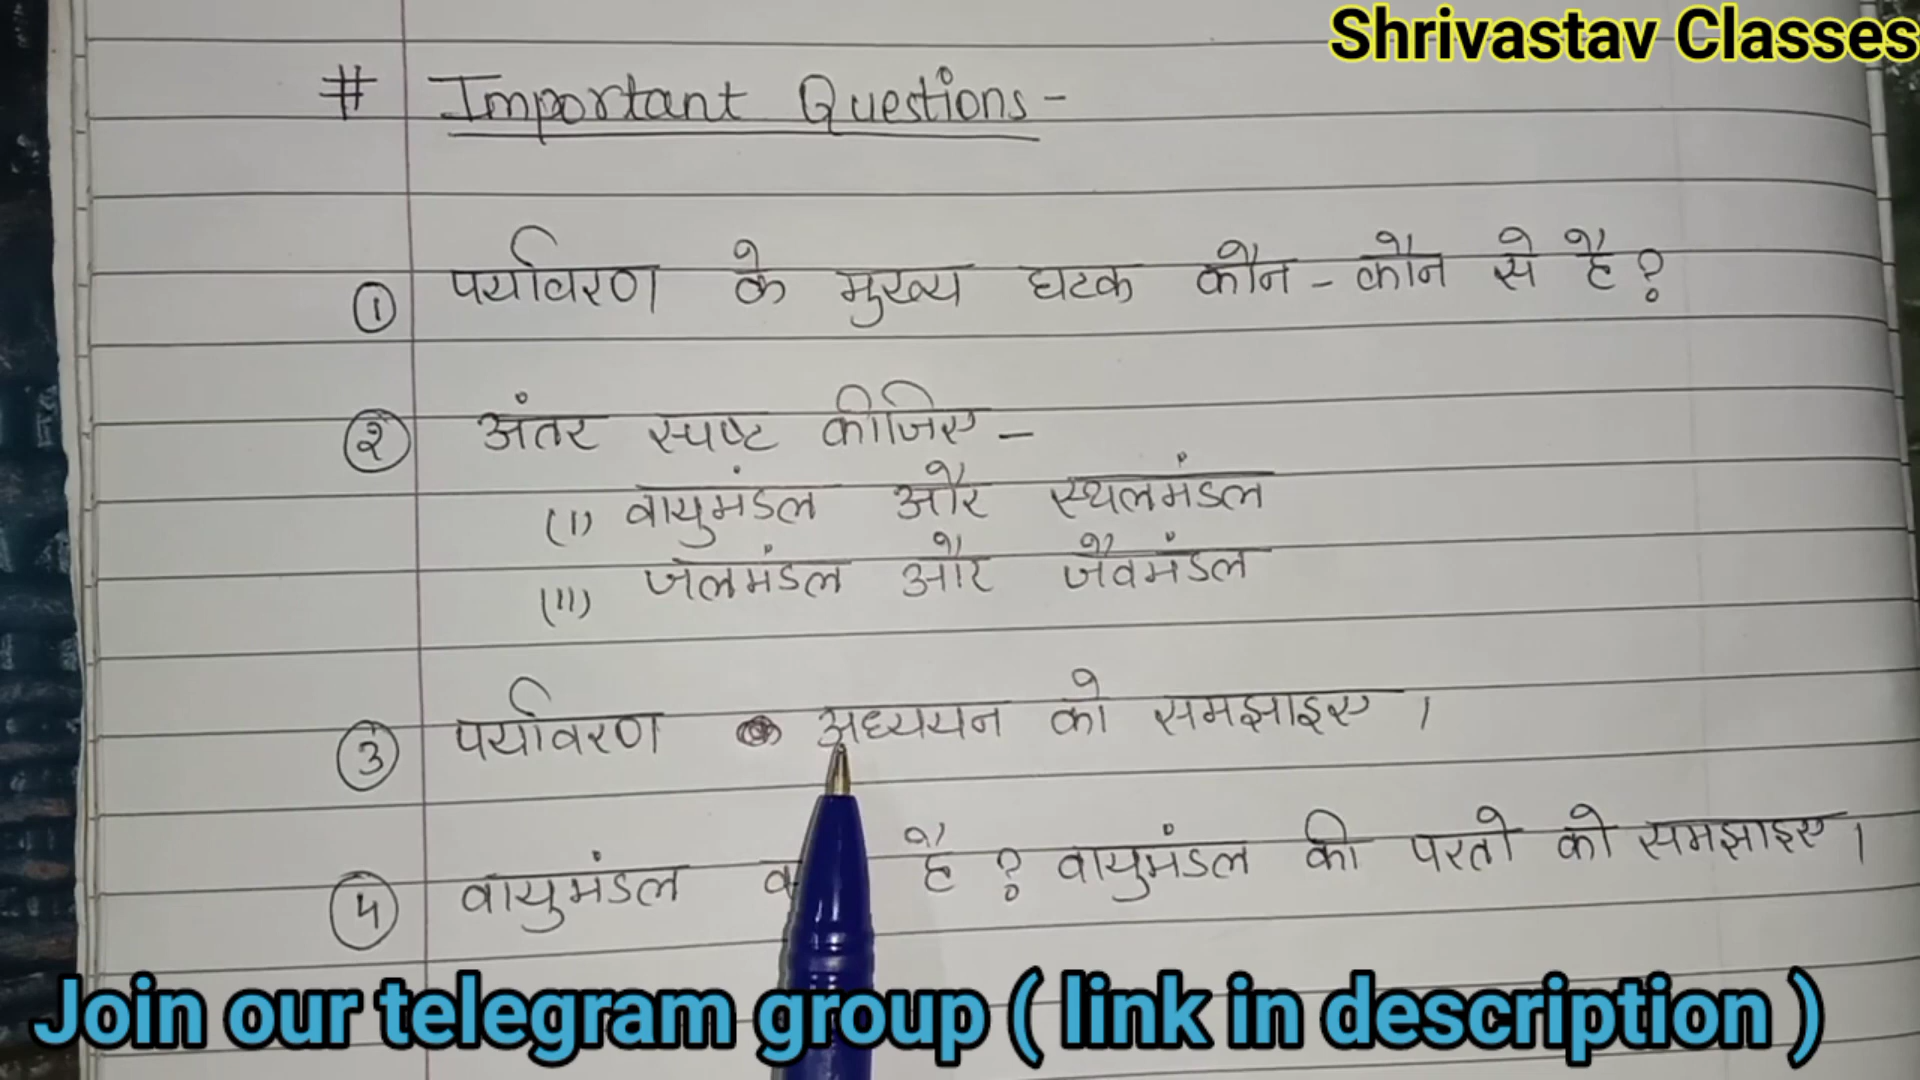 Shrivastav Classes
# Important Questions -
① पर्यावरण के मुख्य घटक कौन - कौन से है ?
② अंतर स्पष्ट कीजिए -
(I) वायुमंडल और स्थलमंडल
(II) जलमंडल और जैवमंडल
③ पर्यावरण अध्ययन को समझाइए ।
④ वायुमंडल है ? वायुमंडल की परतो को समझाइए ।
Join our telegram group ( link in description )